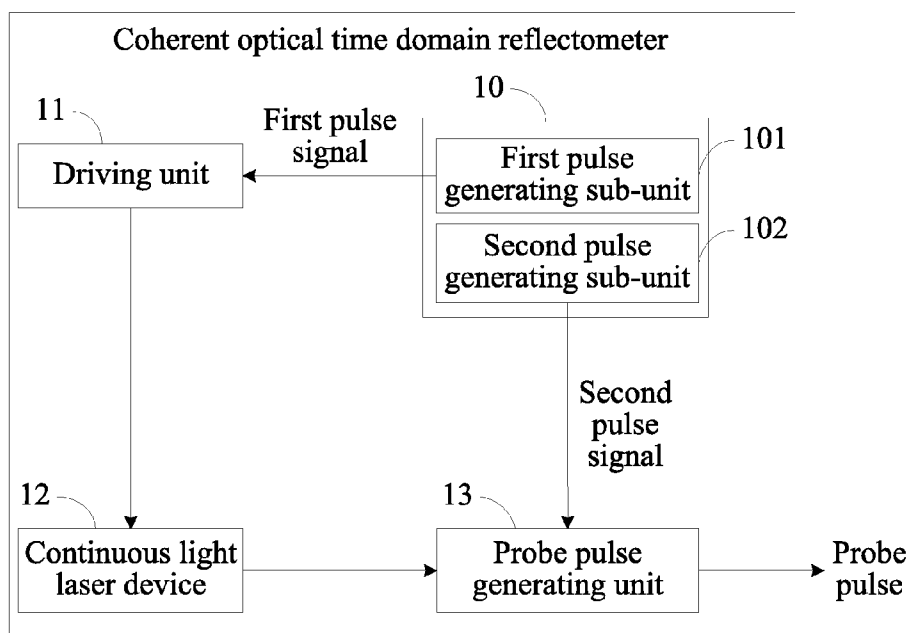 Coherent optical time domain reflectometer
10
11
First pulse
signal
101
First pulse
generating sub-unit
Driving unit
102
Second pulse
generating sub-unit
Second
pulse
signal
12
13
Continuous light
laser device
Probe pulse
generating unit
Probe
pulse